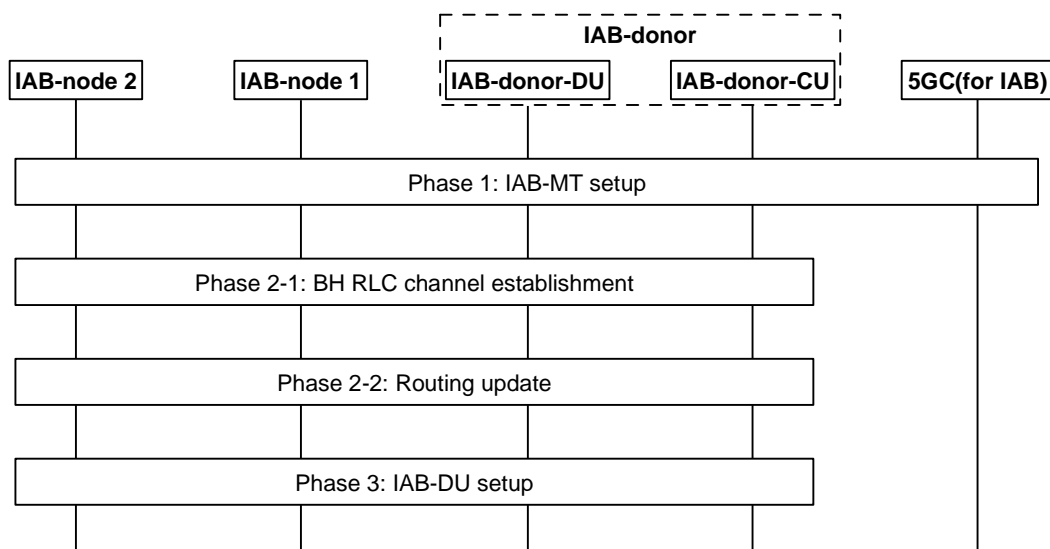 IAB-donor
IAB-node 2
IAB-node 1
IAB-donor-DU
IAB-donor-CU
5GC(for IAB)
Phase 1: IAB-MT setup
Phase 2-1: BH RLC channel establishment
Phase 2-2: Routing update
Phase 3: IAB-DU setup